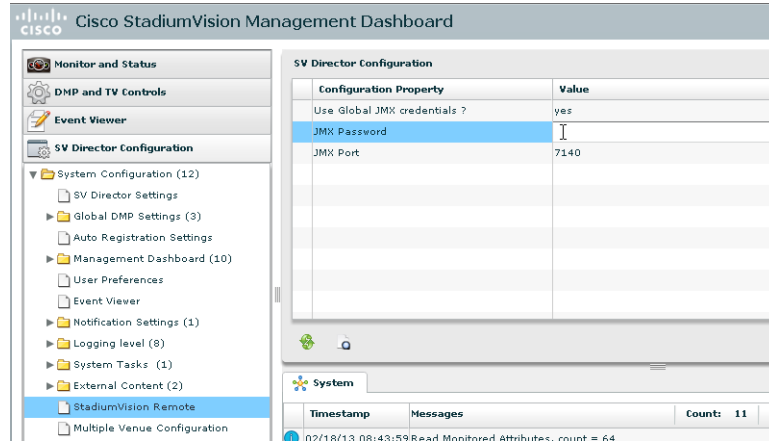 CISCO
Cisco StadiumVision Management Dashboard
Monitor and Status
DMP and TV Controls
Event Viewer
SV Director Configuration
System Configuration (12)
SV Director Settings
Global DMP Settings (3)
Auto Registration Settings
Management Dashboard (10)
User Preferences
Event Viewer
Notification Settings (1)
Logging level (8)
System Tasks (1)
External Content (2)
StadiumVision Remote
Multiple Venue Configuration
SV Director Configuration
Configuration Property Value
Use Global JMX credentials ? yes
JMX Password
JMX Port 7140
System
Timestamp Messages Count: 11
02/18/13 08:43:59 Read Monitored Attributes, count = 64